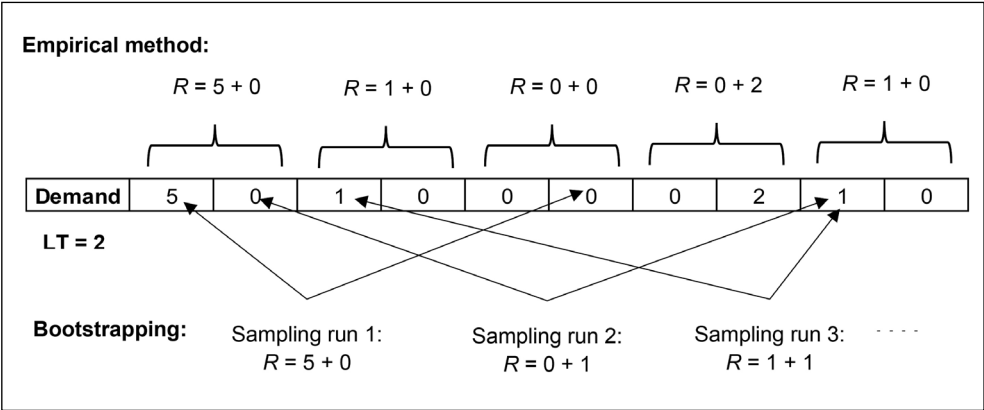 Empirical method:
R = 5 + 0 R = 1 + 0 R = 0 + 0 R = 0 + 2 R = 1 + 0
Demand 5 0 1 0 0 0 0 2 1 0
LT = 2
Bootstrapping: Sampling run 1: Sampling run 2: Sampling run 3: - - - -
R = 5 + 0 R = 0 + 1 R = 1 + 1